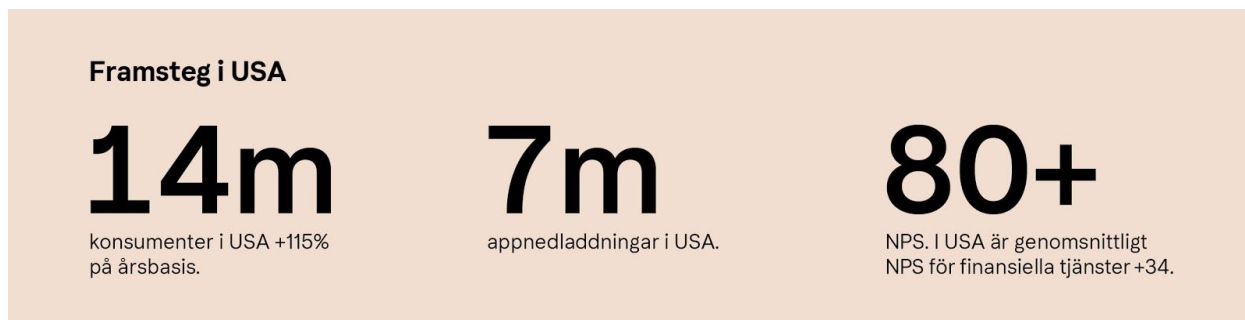 Framsteg i USA
14m
konsumenter i USA +115%
på årsbasis.
7m
appnedladdningar i USA.
80+
NPS. I USA är genomsnittligt
NPS för finansiella tjänster +34.